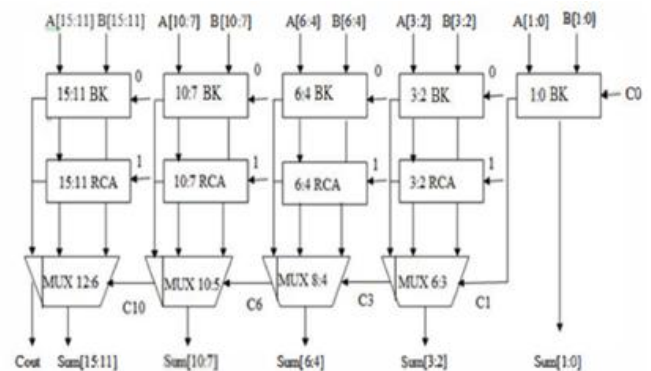 A[15:11] B[15:11] A[10:7] B[10:7] A[6:4] B[6:4] A[3:2] B[3:2] A[1:0] B[1:0]
0 0 0 0
15:11 BK 10:7 BK 6:4 BK 3:2 BK 1:0 BK C0
1 1 1 1
15:11 RCA 10:7 RCA 6:4 RCA 3:2 RCA
MUX 12:6 MUX 10:5 MUX 8:4 MUX 6:3
C10 C6 C3 C1
Cout Sum[15:11] Sum[10:7] Sum[6:4] Sum[3:2] Sum[1:0]